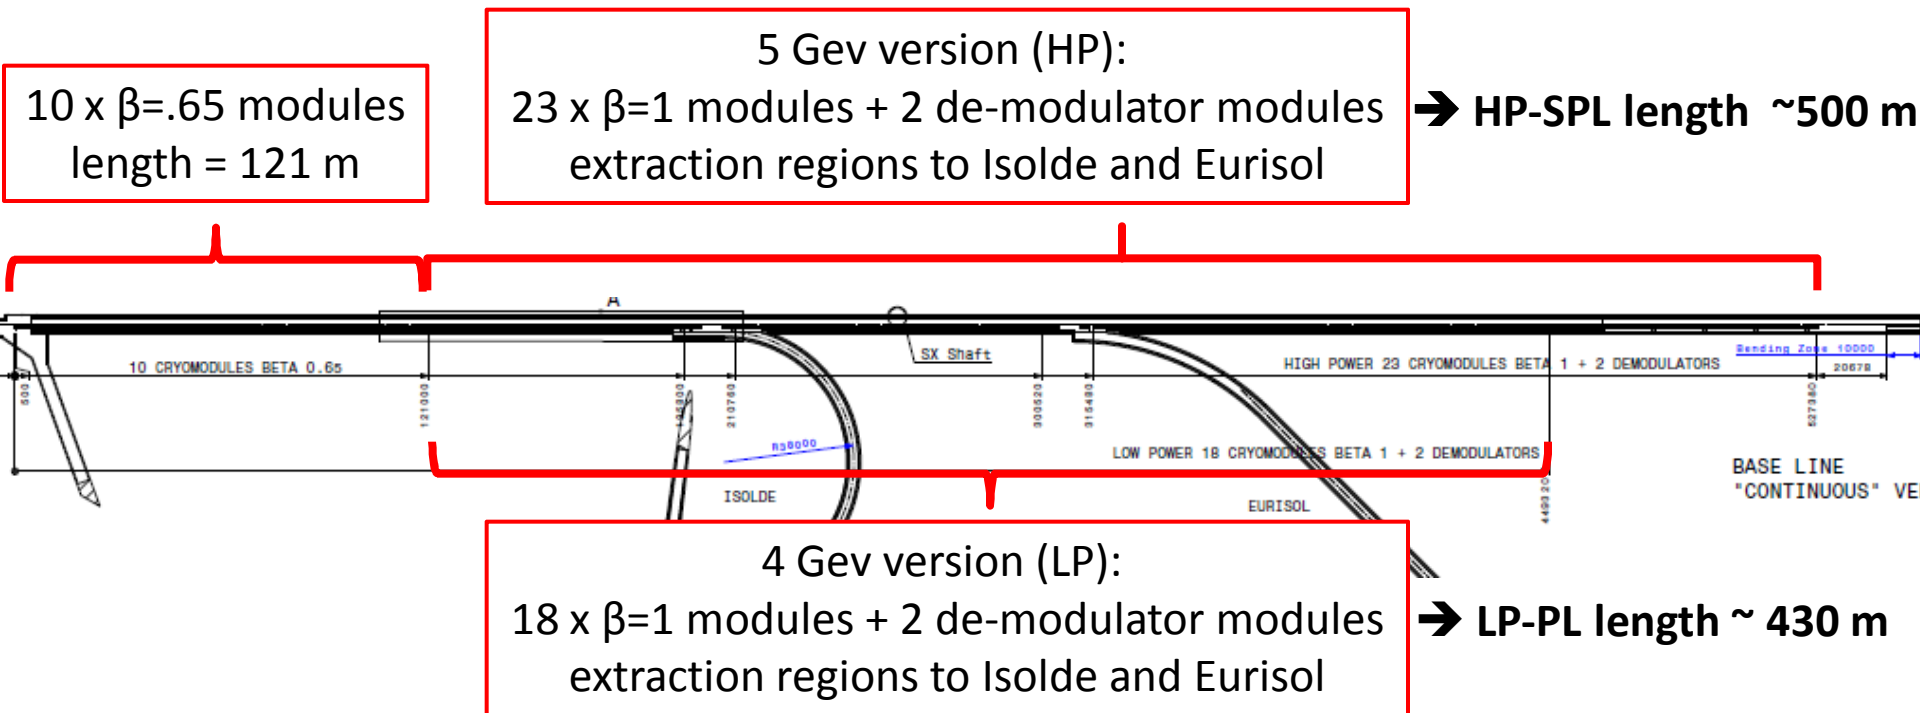 5 Gev version (HP):
23 x β=1 modules + 2 de-modulator modules
extraction regions to Isolde and Eurisol
10 x β=.65 modules
length = 121 m
➔ HP-SPL length ~500 m
A
SX Shaft
10 CRYOMODULES BETA 0.65
HIGH POWER 23 CRYOMODULES BETA 1 + 2 DEMODULATORS
Bending Zone 10000
20678
500
121000
210760
300520
315480
527360
R38000
LOW POWER 18 CRYOMODULES BETA 1 + 2 DEMODULATORS
449320
ISOLDE
EURISOL
BASE LINE
"CONTINUOUS"
4 Gev version (LP):
18 x β=1 modules + 2 de-modulator modules
extraction regions to Isolde and Eurisol
➔ LP-PL length ~ 430 m